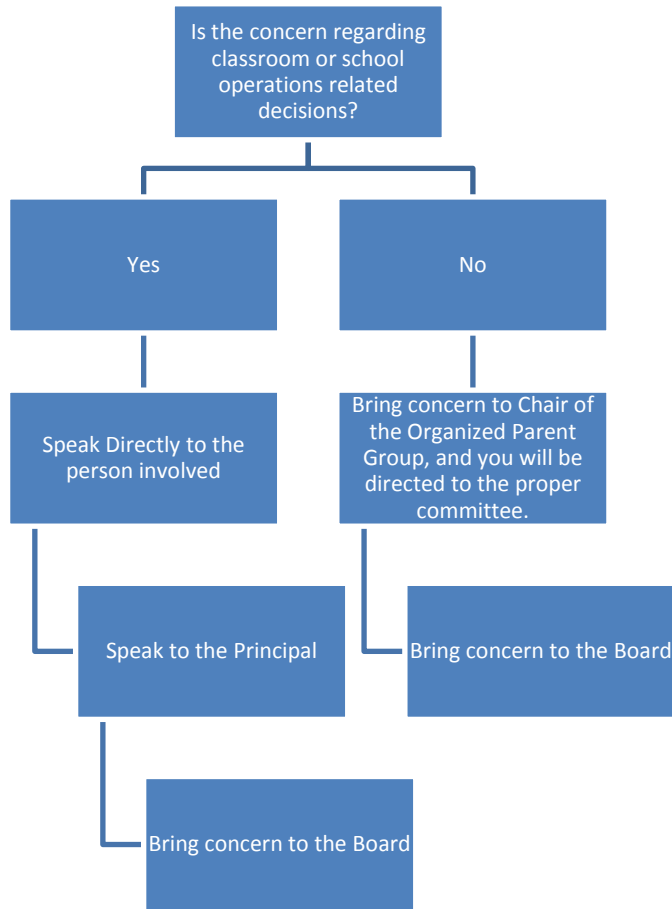 Is the concern regarding
classroom or school
operations related
decisions?
Yes
No
Speak Directly to the
person involved
Bring concern to Chair of
the Organized Parent
Group, and you will be
directed to the proper
committee.
Speak to the Principal
Bring concern to the Board
Bring concern to the Board